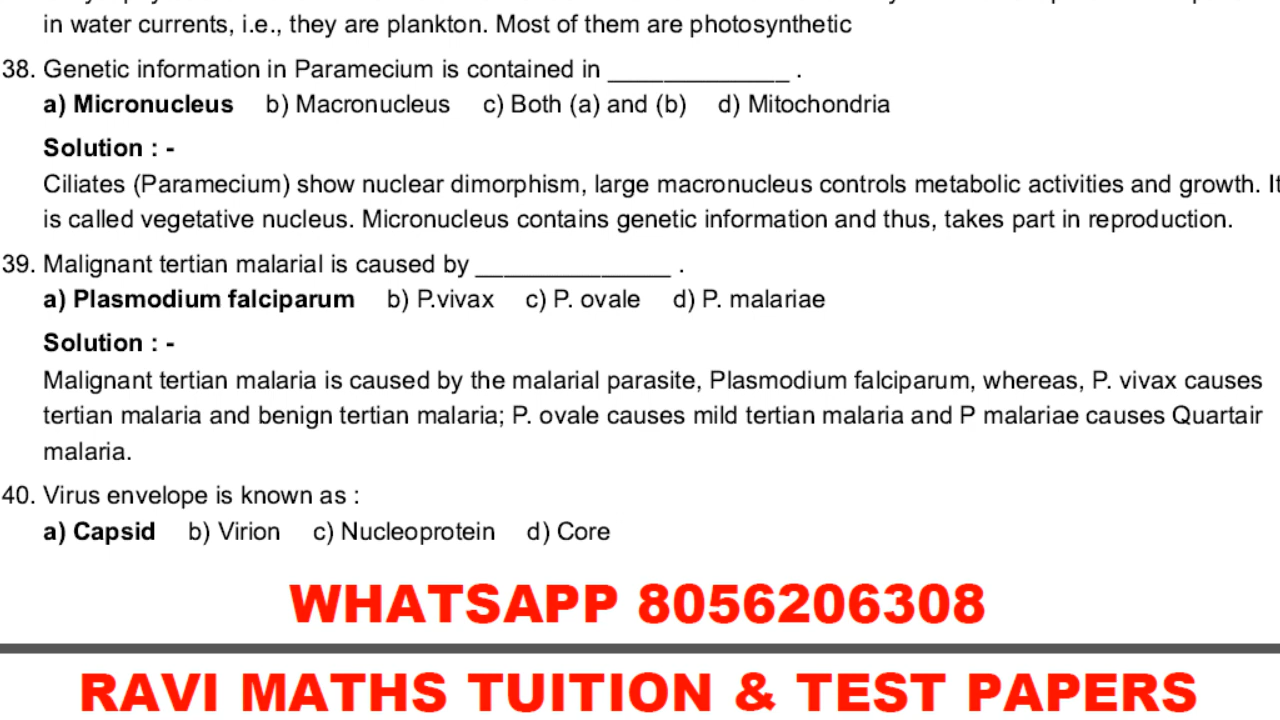 in water currents, i.e., they are plankton. Most of them are photosynthetic
38. Genetic information in Paramecium is contained in _____________ .
a) Micronucleus b) Macronucleus c) Both (a) and (b) d) Mitochondria
Solution : -
Ciliates (Paramecium) show nuclear dimorphism, large macronucleus controls metabolic activities and growth. It
is called vegetative nucleus. Micronucleus contains genetic information and thus, takes part in reproduction.
39. Malignant tertian malarial is caused by ______________ .
a) Plasmodium falciparum b) P.vivax c) P. ovale d) P. malariae
Solution : -
Malignant tertian malaria is caused by the malarial parasite, Plasmodium falciparum, whereas, P. vivax causes
tertian malaria and benign tertian malaria; P. ovale causes mild tertian malaria and P malariae causes Quartair
malaria.
40. Virus envelope is known as :
a) Capsid b) Virion c) Nucleoprotein d) Core
WHATSAPP 8056206308
RAVI MATHS TUITION & TEST PAPERS